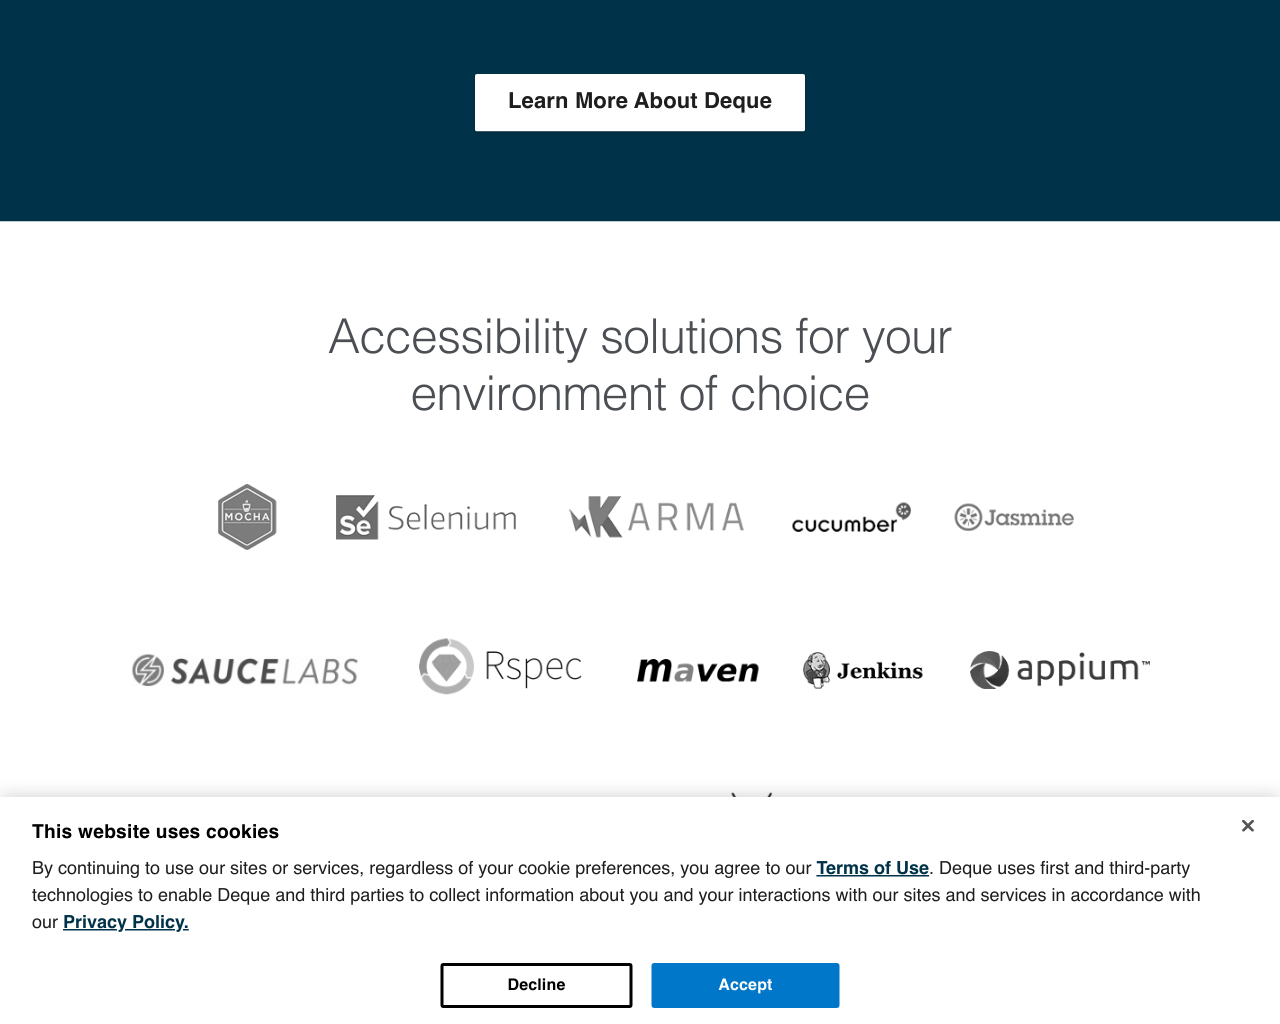 Learn More About Deque
Accessibility solutions for your
environment of choice
MOCHA
Se Selenium
KARMA
cucumber
Jasmine
SAUCELABS
Rspec
maven
Jenkins
appium™
This website uses cookies
By continuing to use our sites or services, regardless of your cookie preferences, you agree to our Terms of Use. Deque uses first and third-party
technologies to enable Deque and third parties to collect information about you and your interactions with our sites and services in accordance with
our Privacy Policy.
Decline
Accept